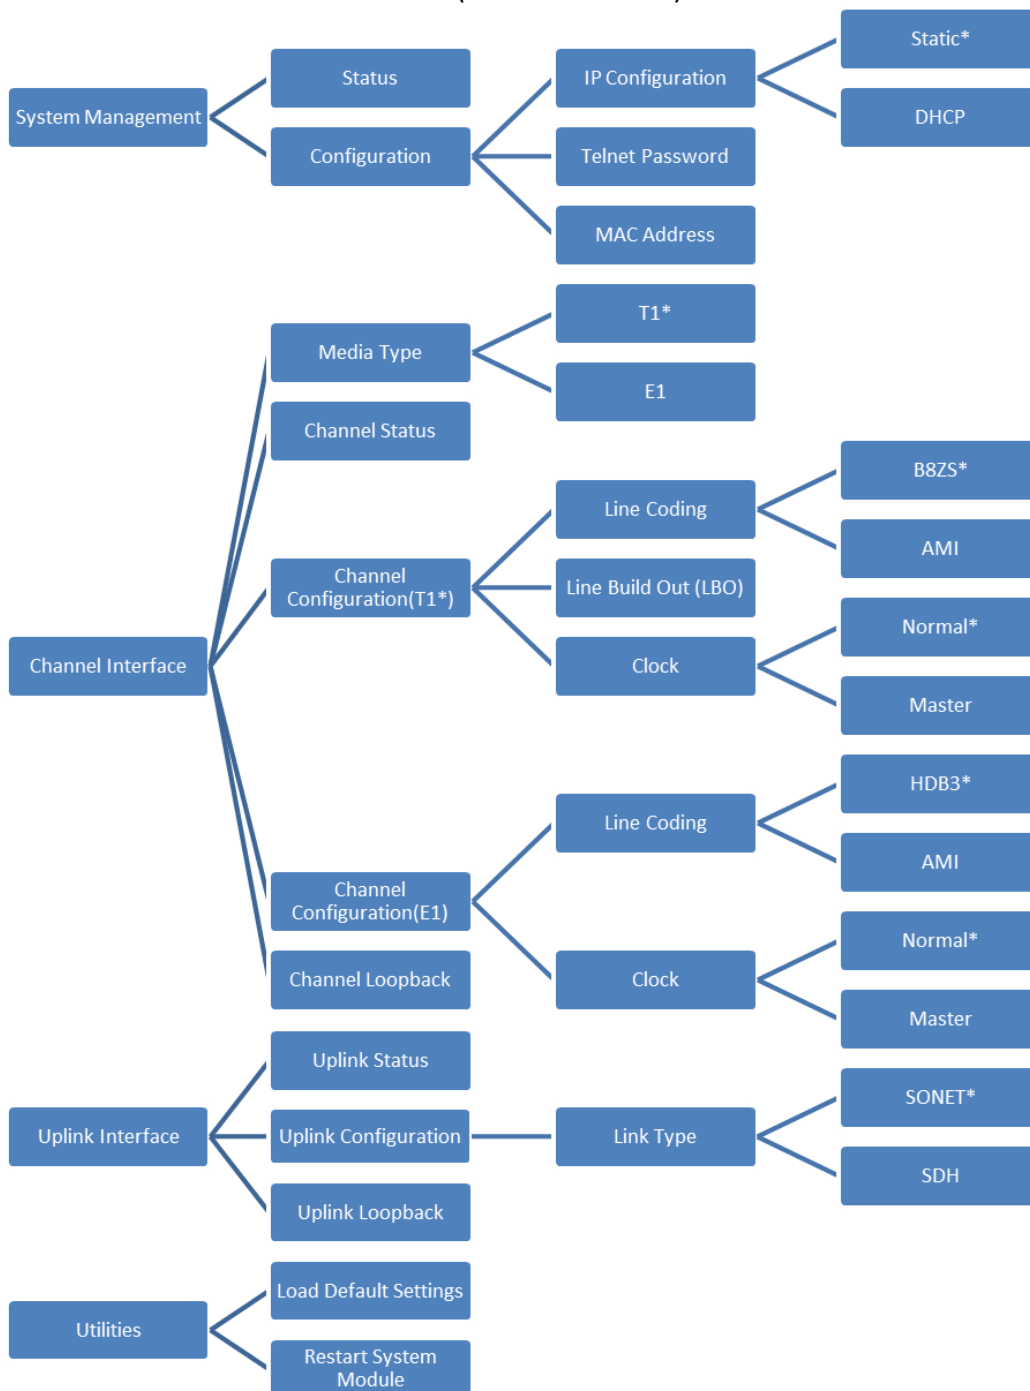 Static*
Status
IP Configuration
System Management
DHCP
Configuration
Telnet Password
MAC Address
T1*
Media Type
E1
Channel Status
B8ZS*
Line Coding
AMI
Channel
Configuration(T1*)
Line Build Out (LBO)
Normal*
Channel Interface
Clock
Master
HDB3*
Line Coding
AMI
Channel
Configuration(E1)
Normal*
Channel Loopback
Clock
Master
Uplink Status
SONET*
Uplink Interface
Uplink Configuration
Link Type
SDH
Uplink Loopback
Load Default Settings
Utilities
Restart System
Module